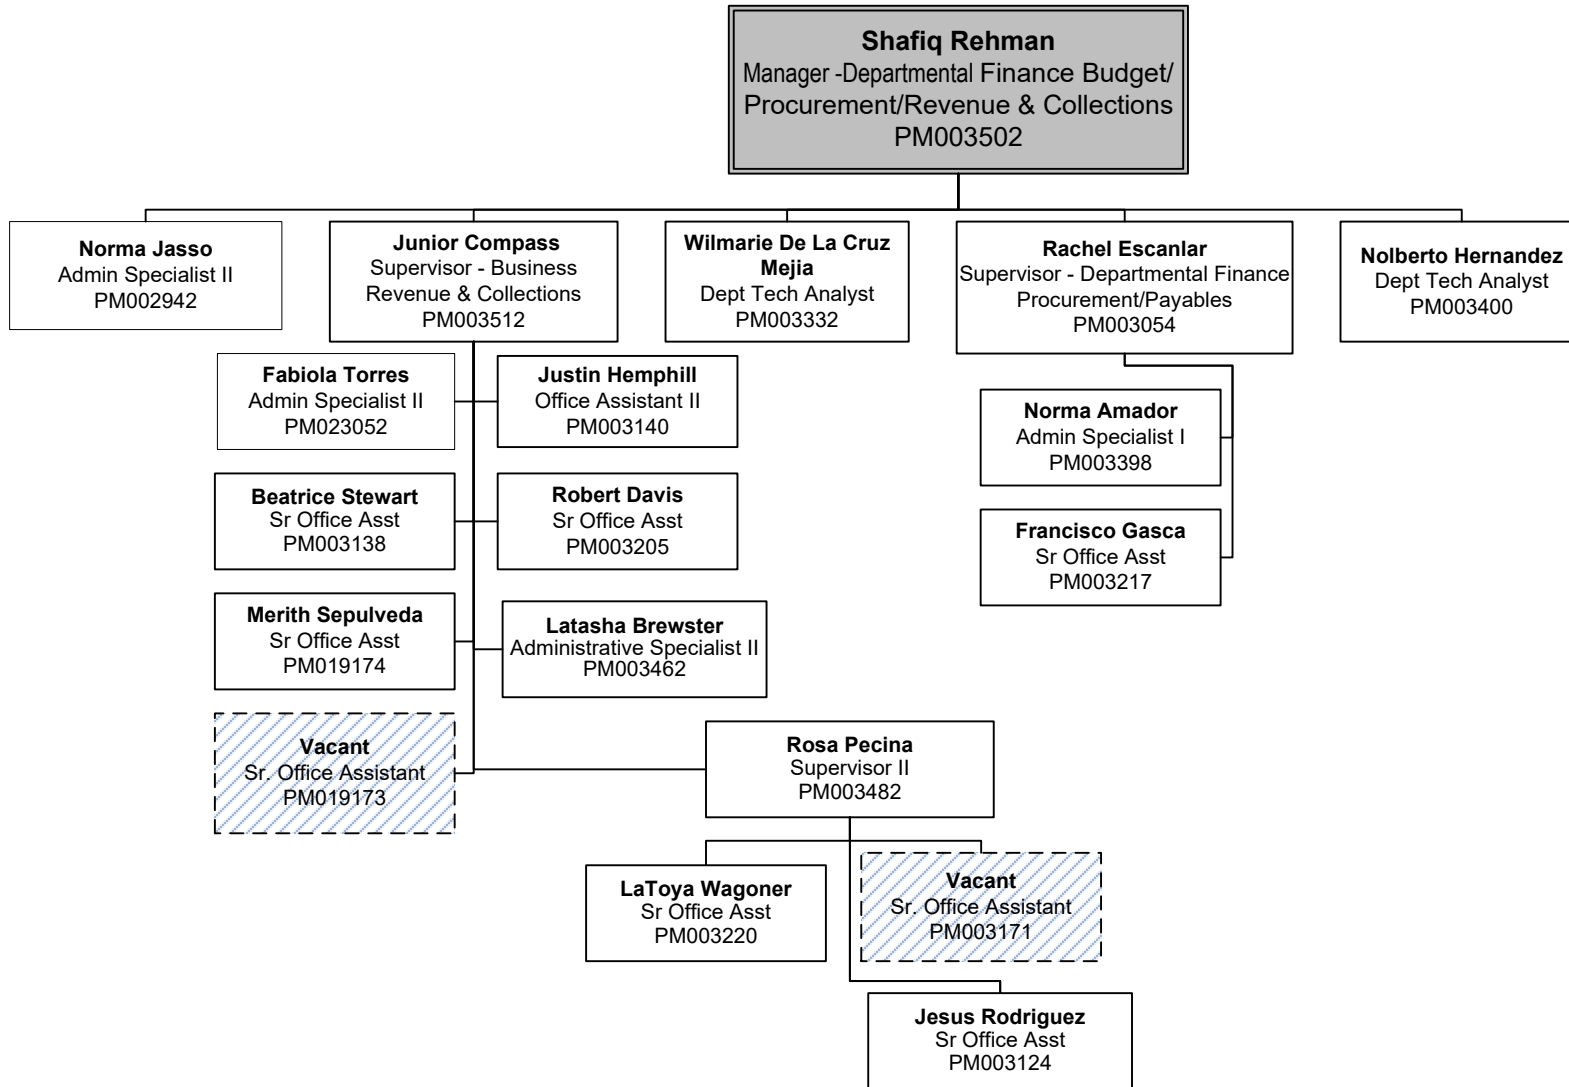 Shafiq Rehman
Manager -Departmental Finance Budget/
Procurement/Revenue & Collections
PM003502
Norma Jasso
Admin Specialist II
PM002942
Junior Compass
Supervisor - Business
Revenue & Collections
PM003512
Wilmarie De La Cruz
Mejia
Dept Tech Analyst
PM003332
Rachel Escanlar
Supervisor - Departmental Finance
Procurement/Payables
PM003054
Nolberto Hernandez
Dept Tech Analyst
PM003400
Fabiola Torres
Admin Specialist II
PM023052
Justin Hemphill
Office Assistant II
PM003140
Norma Amador
Admin Specialist I
PM003398
Beatrice Stewart
Sr Office Asst
PM003138
Robert Davis
Sr Office Asst
PM003205
Francisco Gasca
Sr Office Asst
PM003217
Merith Sepulveda
Sr Office Asst
PM019174
Latasha Brewster
Administrative Specialist II
PM003462
Vacant
Sr. Office Assistant
PM019173
Rosa Pecina
Supervisor II
PM003482
LaToya Wagoner
Sr Office Asst
PM003220
Vacant
Sr. Office Assistant
PM003171
Jesus Rodriguez
Sr Office Asst
PM003124